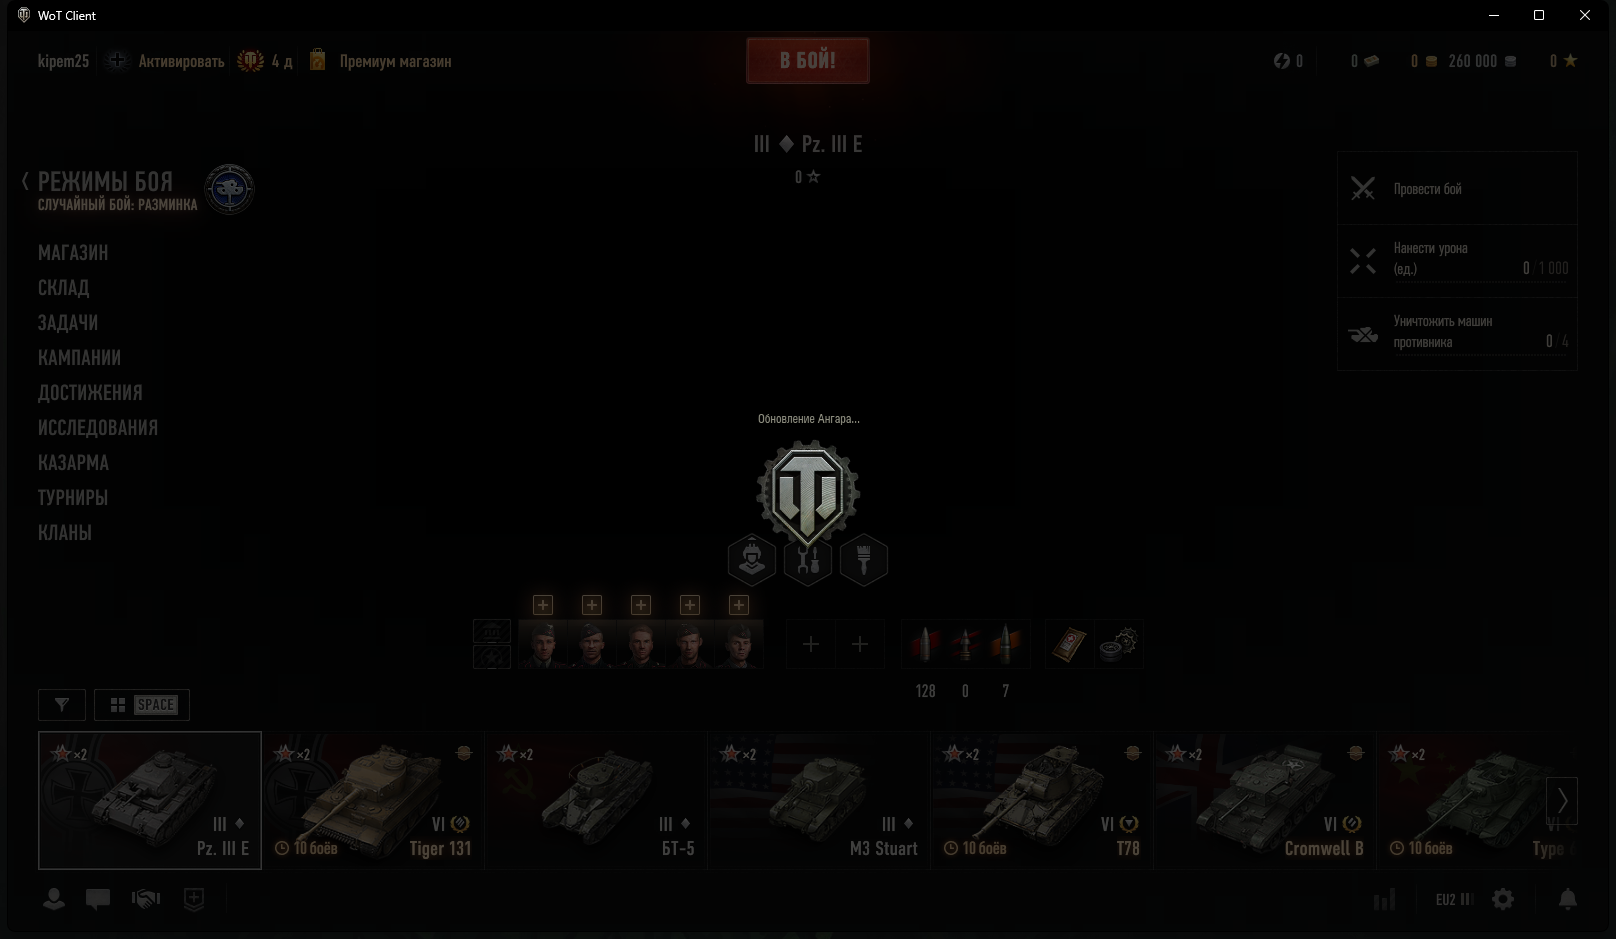 WoT Client
kipem25
Активировать
4 д
Премиум магазин
В БОЙ!
0
0
0
260 000
0
III Pz. III E
0
РЕЖИМЫ БОЯ
СЛУЧАЙНЫЙ БОЙ: РАЗМИНКА
МАГАЗИН
СКЛАД
ЗАДАЧИ
КАМПАНИИ
ДОСТИЖЕНИЯ
ИССЛЕДОВАНИЯ
КАЗАРМА
ТУРНИРЫ
КЛАНЫ
Провести бой
Нанести урона
(ед.)
0 / 1 000
Уничтожить машин
противника
0 / 4
Обновление Ангара...
128
0
7
SPACE
×2
III
Pz. III E
×2
VI
10 боёв
Tiger 131
×2
III
БТ-5
×2
III
M3 Stuart
×2
VI
10 боёв
T78
×2
VI
Cromwell B
×2
VI
10 боёв
Type
EU2